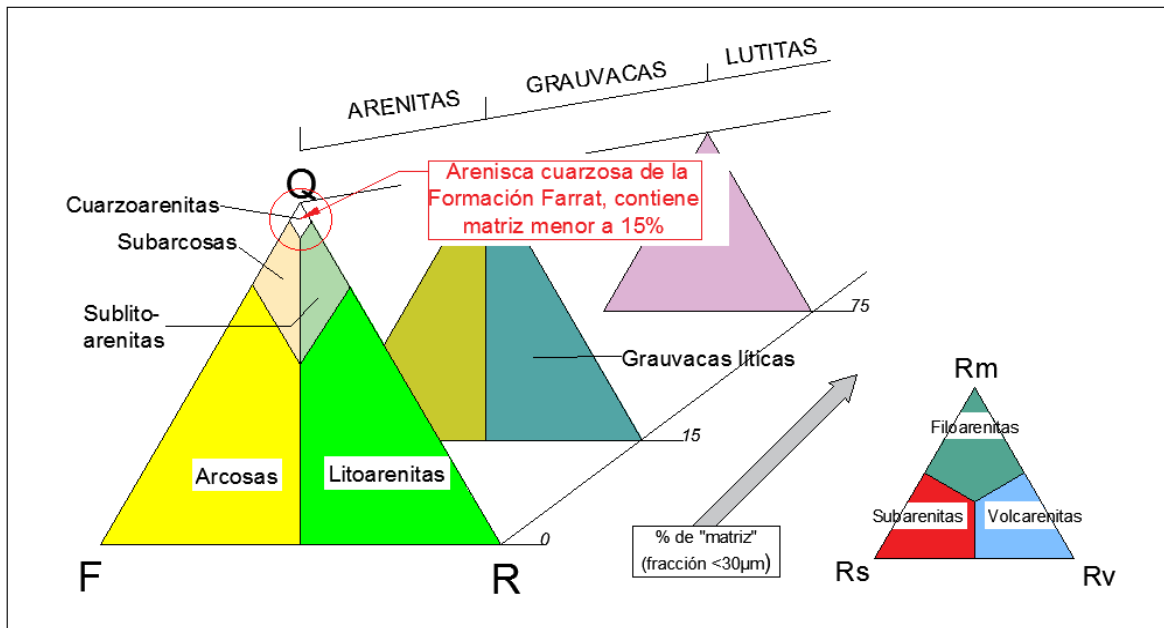 LUTITAS
GRAUVACAS
ARENITAS
Q
Arenisca cuarzosa de la
Formación Farrat, contiene
matriz menor a 15%
Cuarzoarenitas
Subarcosas
Sublito-
arenitas
75
Grauvacas líticas
15
Arcosas
Litoarenitas
0
F
R
% de "matriz"
(fracción <30µm)
Rm
Filoarenitas
Subarenitas
Volcarenitas
Rs
Rv